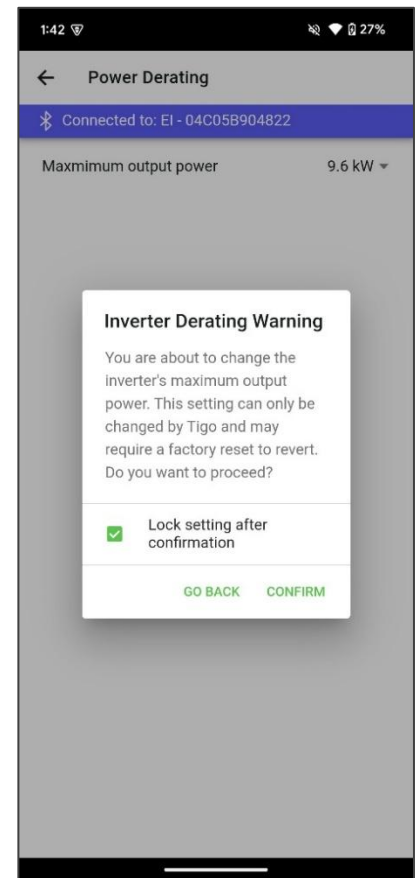 1:42 27%
Power Derating
Connected to: EI - 04C05B904822
Maxmimum output power 9.6 kW
Inverter Derating Warning
You are about to change the
inverter's maximum output
power. This setting can only be
changed by Tigo and may
require a factory reset to revert.
Do you want to proceed?
Lock setting after
confirmation
GO BACK CONFIRM